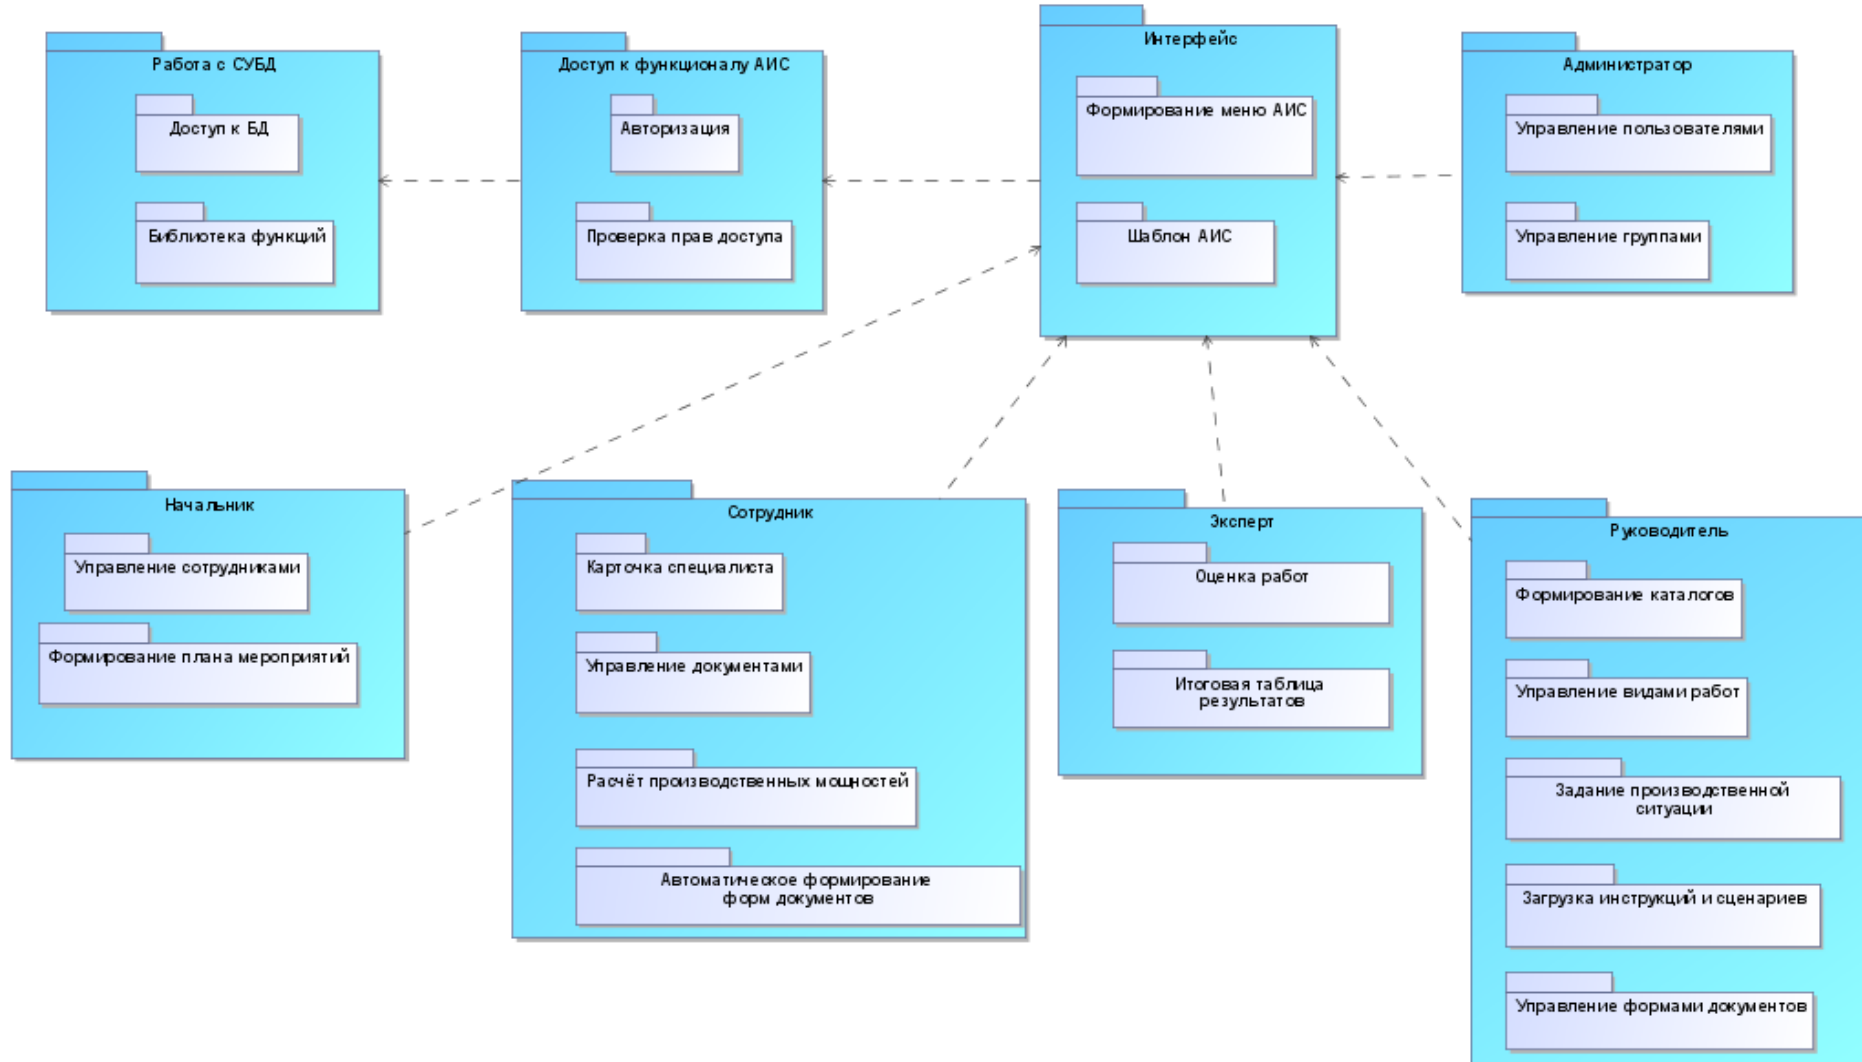 Работа с СУБД
Доступ к БД
Библиотека функций
Доступ к функционалу АИС
Авторизация
Проверка прав доступа
Интерфейс
Формирование меню АИС
Шаблон АИС
Администратор
Управление пользователями
Управление группами
Начальник
Управление сотрудниками
Формирование плана мероприятий
Сотрудник
Карточка специалиста
Управление документами
Расчёт производственных мощностей
Автоматическое формирование
форм документов
Эксперт
Оценка работ
Итоговая таблица
результатов
Руководитель
Формирование каталогов
Управление видами работ
Задание производственной
ситуации
Загрузка инструкций и сценариев
Управление формами документов